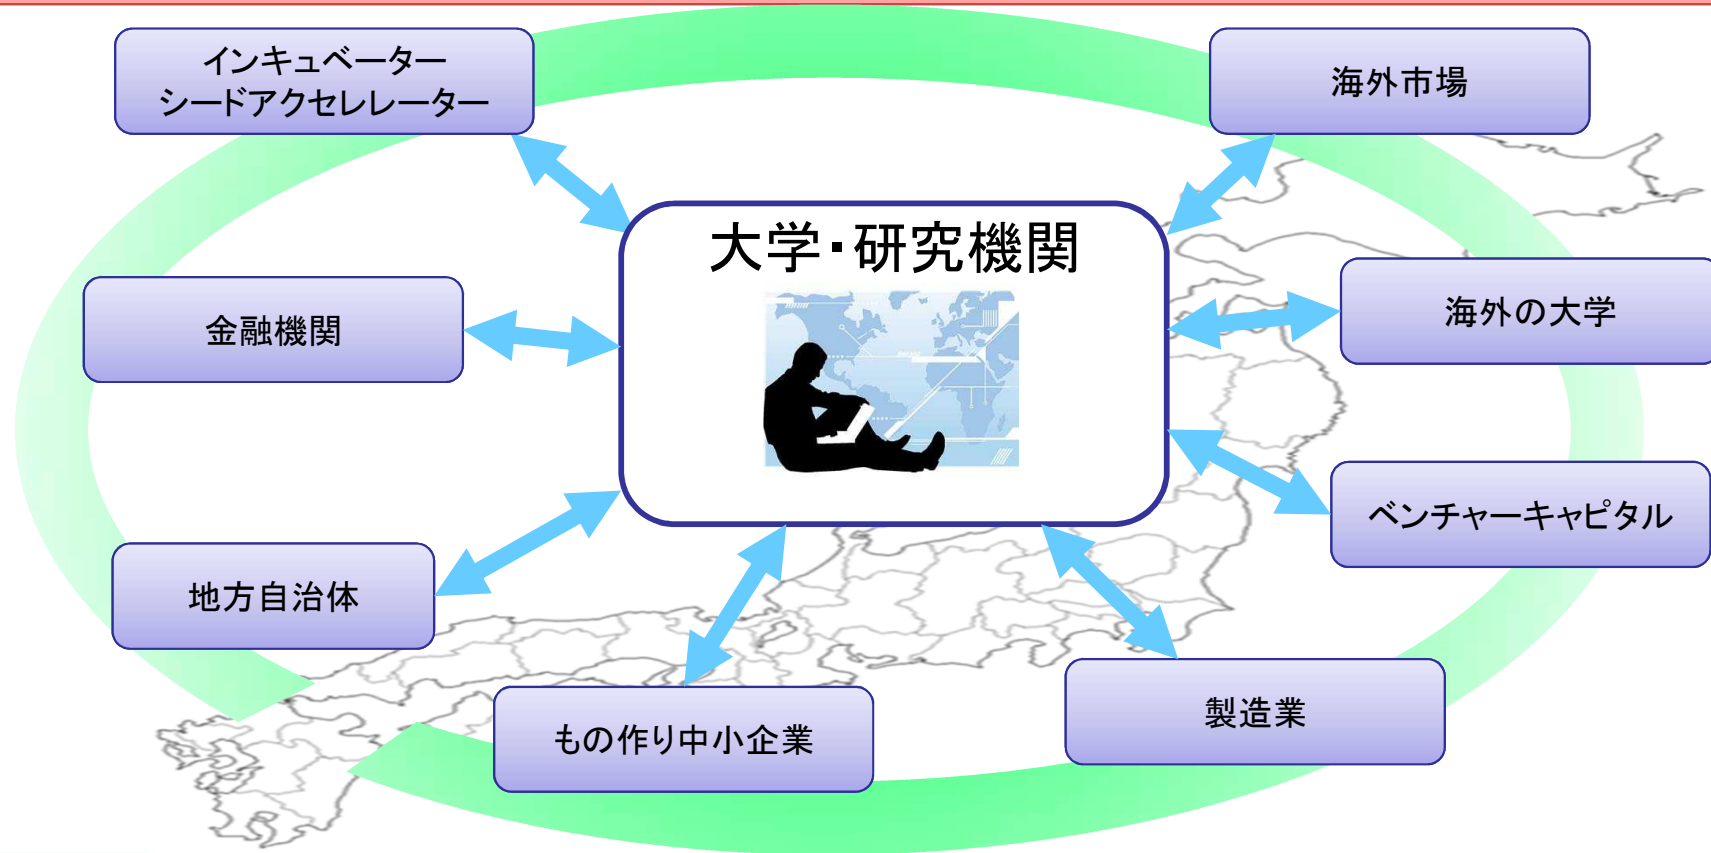 インキュベーター
シードアクセレレーター
海外市場
大学・研究機関
金融機関
海外の大学
ベンチャーキャピタル
地方自治体
もの作り中小企業
製造業